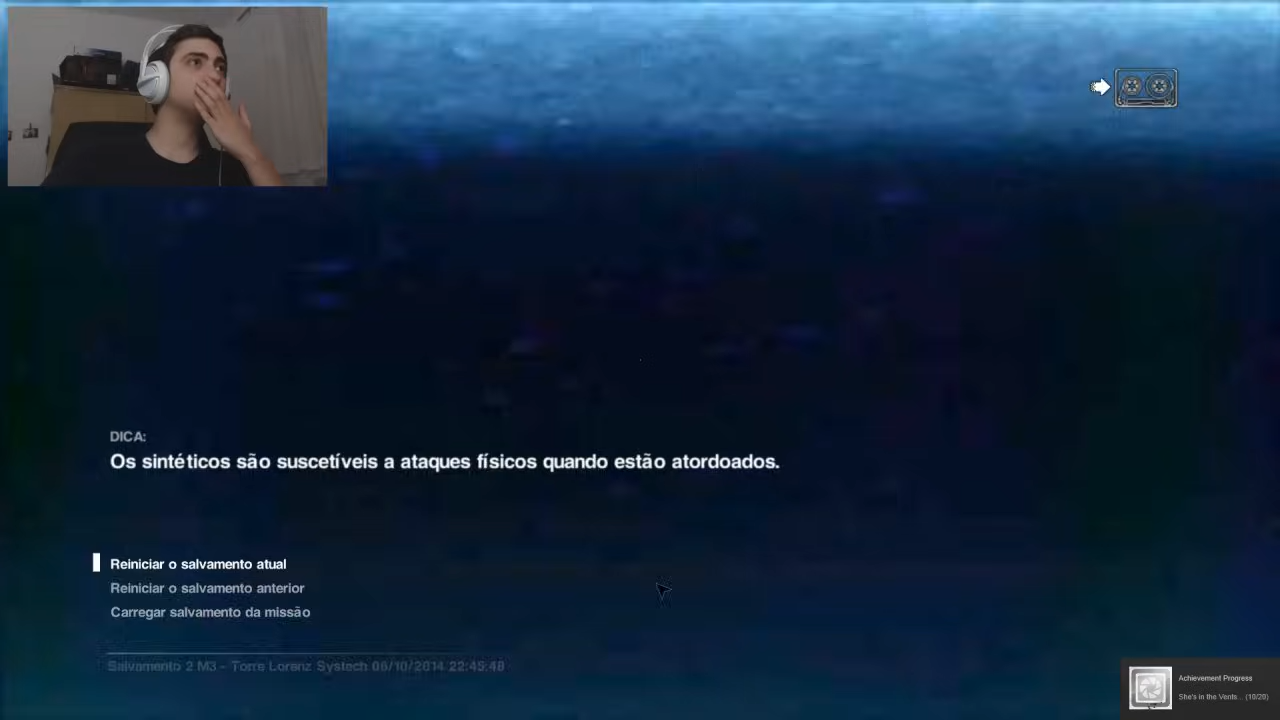 DICA:
Os sintéticos são suscetíveis a ataques físicos quando estão atordoados.
Reiniciar o salvamento atual
Reiniciar o salvamento anterior
Carregar salvamento da missão
Salvamento 2 M3 - Torre Lorenz Systech 06/10/2014 22:45:48
Achievement Progress
She's in the Vents... (10/20)